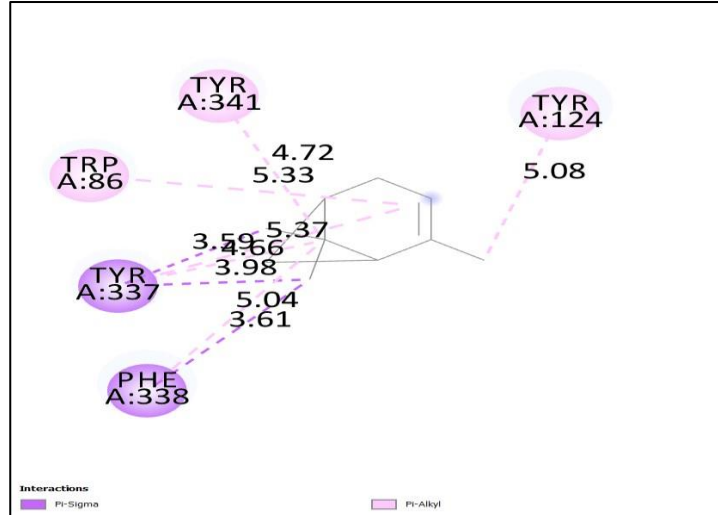 TYR
A:341
TYR
A:124
4.72
5.08
TRP
A:86
5.33
5.37
3.59
4.66
TYR
A:337
3.98
5.04
3.61
PHE
A:338
Interactions
Pi-Sigma
Pi-Alkyl